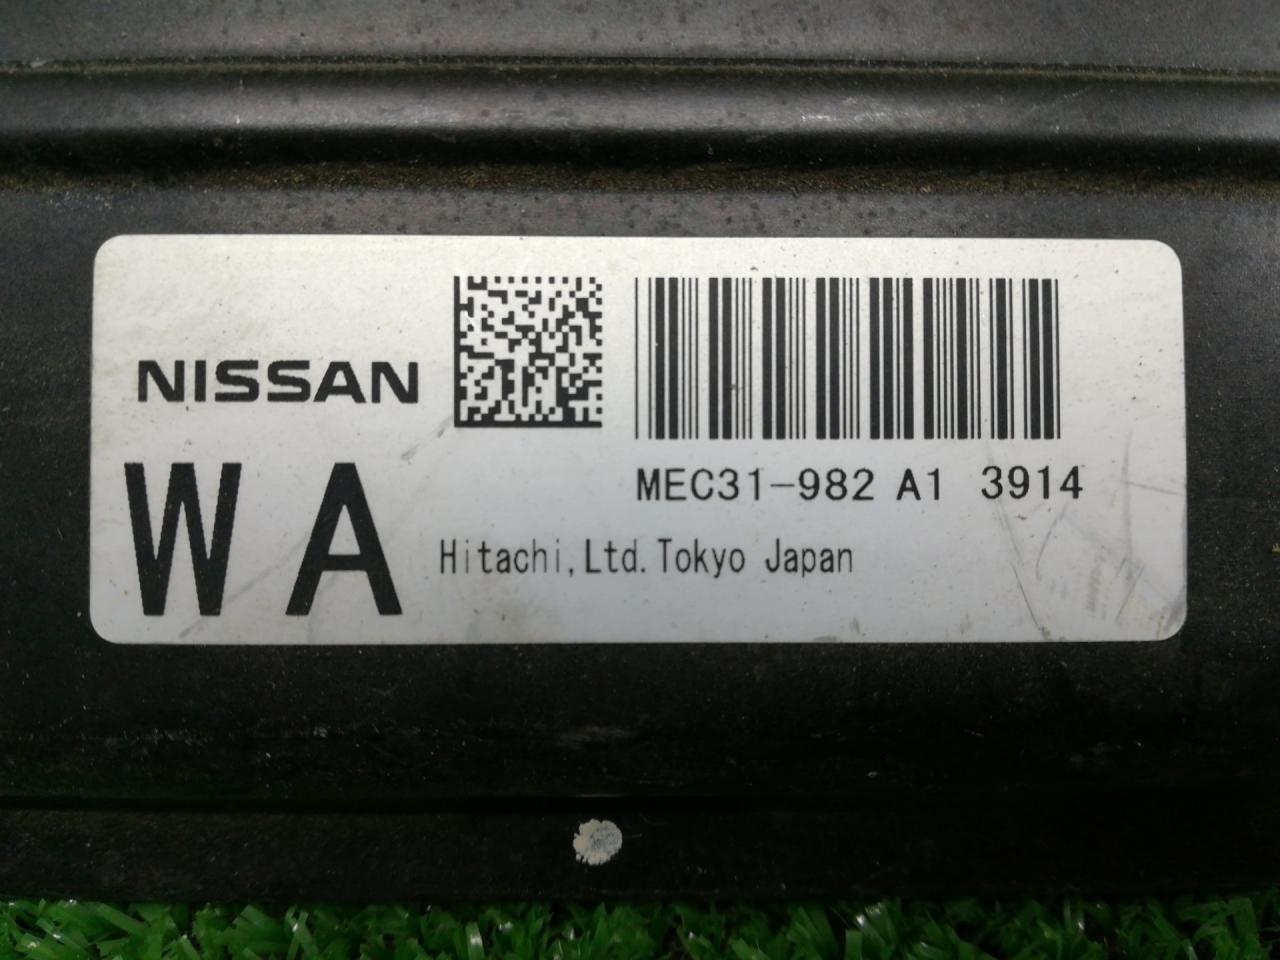 NISSAN
MEC31-982 A1 3914
WA
Hitachi,Ltd.Tokyo Japan